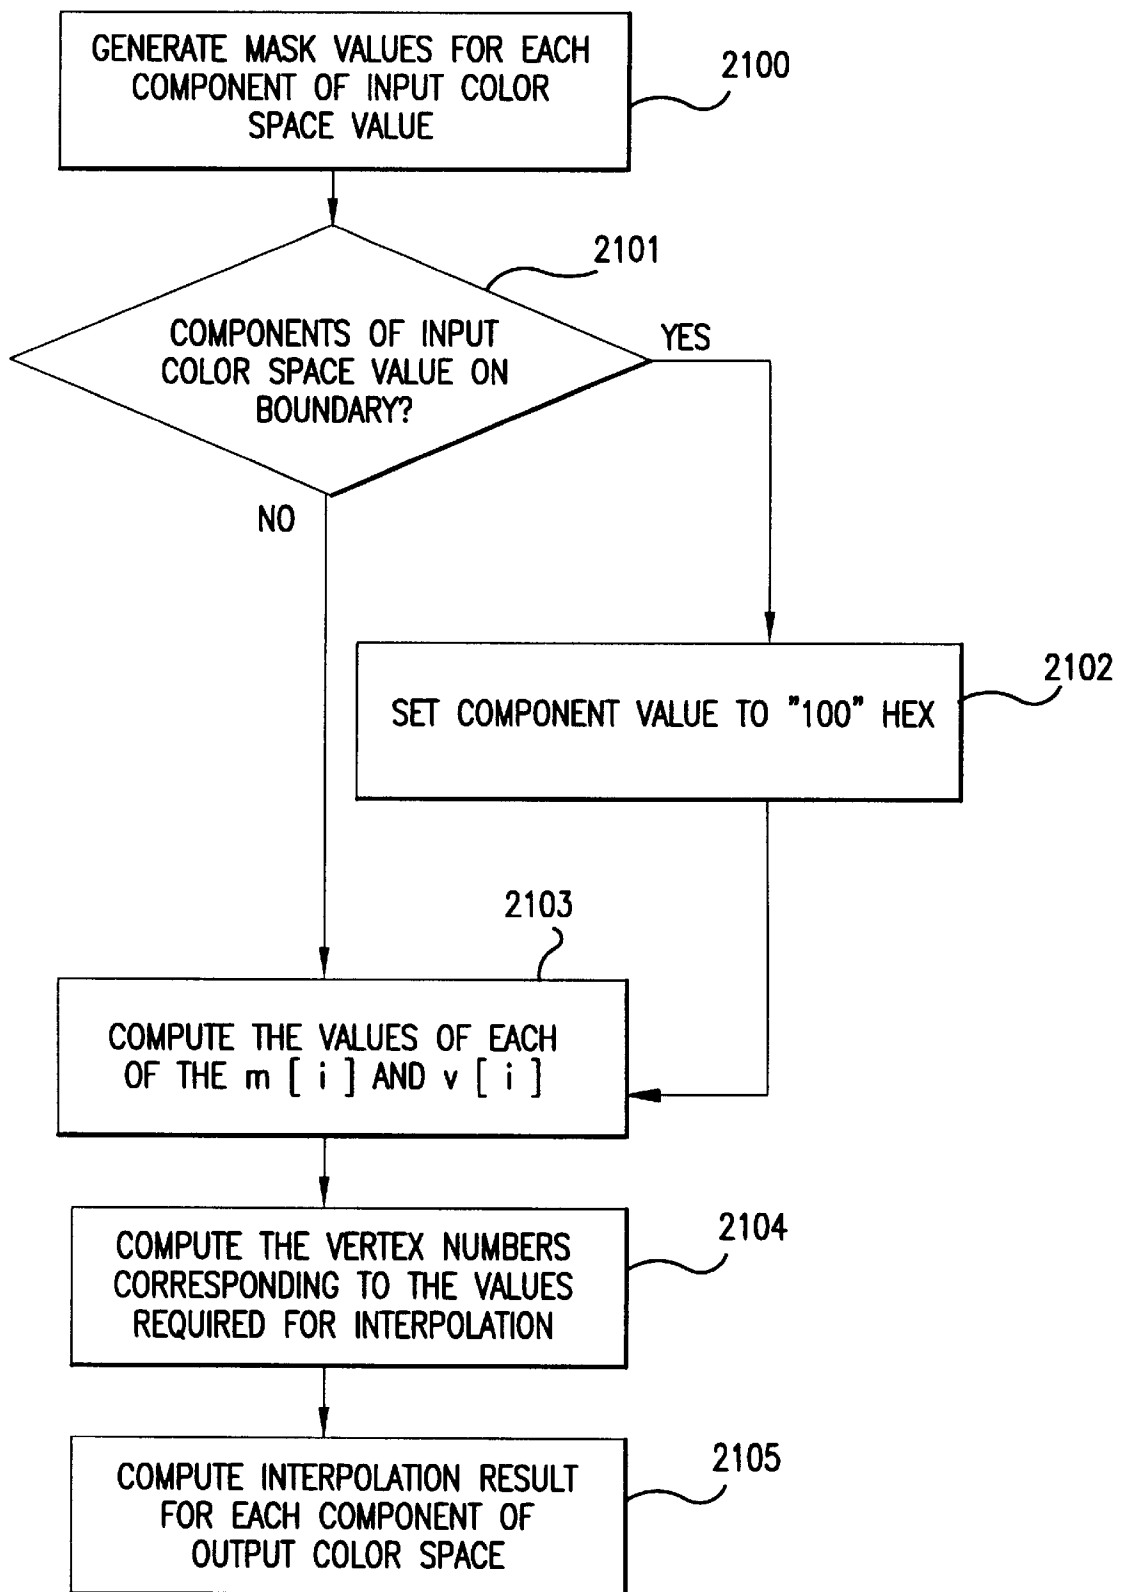 GENERATE MASK VALUES FOR EACH
COMPONENT OF INPUT COLOR
SPACE VALUE
2100
2101
COMPONENTS OF INPUT
COLOR SPACE VALUE ON
BOUNDARY?
YES
NO
2102
SET COMPONENT VALUE TO "100" HEX
2103
COMPUTE THE VALUES OF EACH
OF THE m [ i ] AND v [ i ]
2104
COMPUTE THE VERTEX NUMBERS
CORRESPONDING TO THE VALUES
REQUIRED FOR INTERPOLATION
2105
COMPUTE INTERPOLATION RESULT
FOR EACH COMPONENT OF
OUTPUT COLOR SPACE